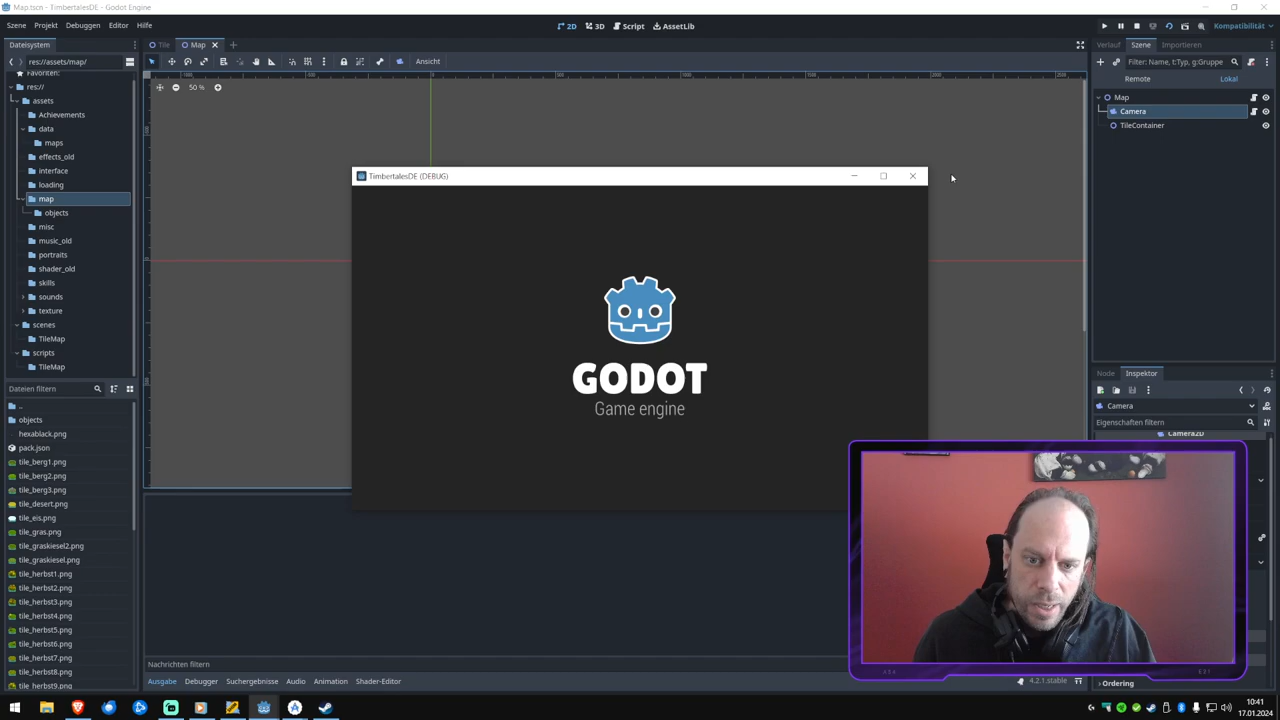 Map.tscn - TimbertalesDE - Godot Engine
Szene Projekt Debuggen Editor Hilfe
2D 3D Script AssetLib
Kompatibilität
Dateisystem
Tile Map
Verlauf Szene Importieren
res://assets/map/
Ansicht
Filter: Name, t:Typ, g:Gruppe
Favoriten:
Remote Lokal
res://
50 %
assets
Map
Achievements
Camera
data
TileContainer
maps
effects_old
interface
TimbertalesDE (DEBUG)
loading
map
objects
misc
music_old
portraits
shader_old
skills
sounds
texture
scenes
TileMap
scripts
TileMap
GODOT
Game engine
Node Inspektor
Dateien filtern
Camera
..
Eigenschaften filtern
objects
Camera2D
hexablack.png
pack.json
tile_berg1.png
tile_berg2.png
tile_berg3.png
tile_desert.png
tile_eis.png
tile_gras.png
tile_graskiesel2.png
tile_graskiesel.png
tile_herbst1.png
tile_herbst2.png
tile_herbst3.png
tile_herbst4.png
tile_herbst5.png
tile_herbst6.png
tile_herbst7.png
tile_herbst8.png
tile_herbst9.png
Nachrichten filtern
Ausgabe Debugger Suchergebnisse Audio Animation Shader-Editor
4.2.1.stable
Ordering
10:41
17.01.2024